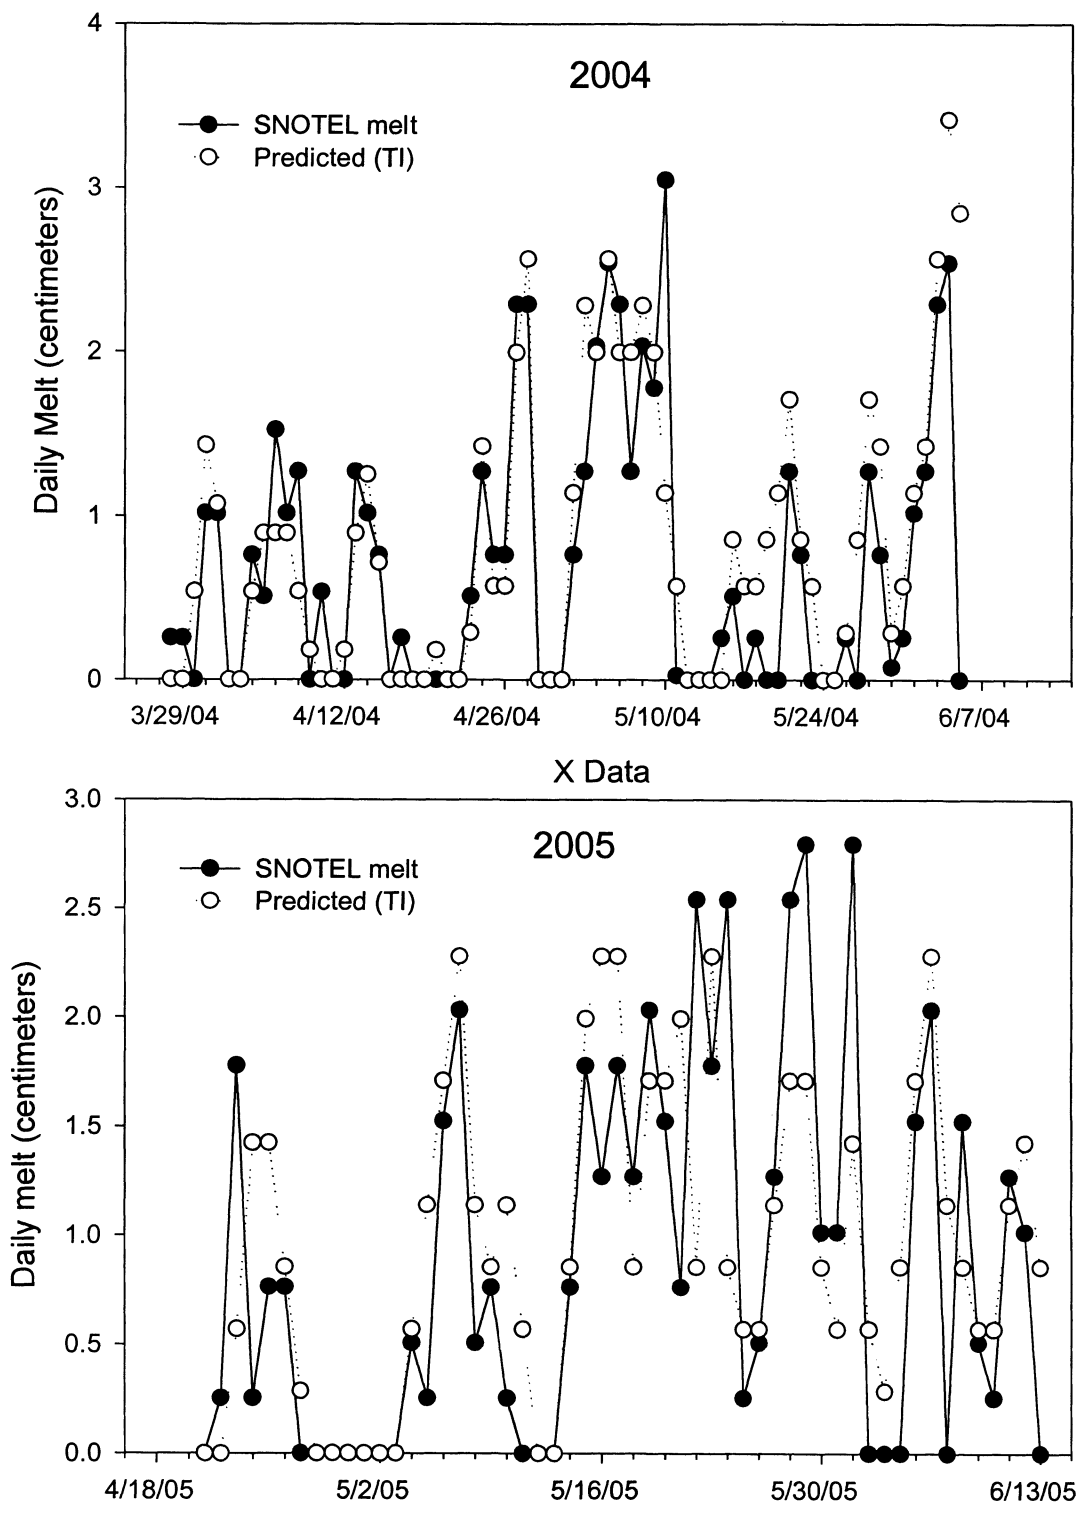 2004
SNOTEL melt
Predicted (TI)
Daily Melt (centimeters)
4
3
2
1
0
3/29/04 4/12/04 4/26/04 5/10/04 5/24/04 6/7/04
X Data
2005
SNOTEL melt
Predicted (TI)
Daily melt (centimeters)
3.0
2.5
2.0
1.5
1.0
0.5
0.0
4/18/05 5/2/05 5/16/05 5/30/05 6/13/05